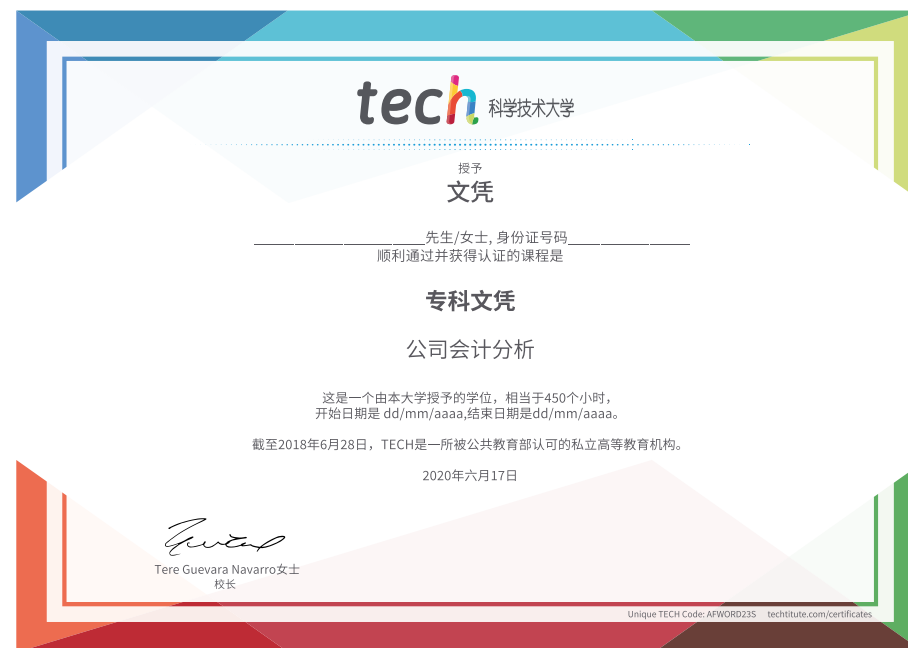 tech 科学技术大学
授予
文凭
____________________先生/女士, 身份证号码______________
顺利通过并获得认证的课程是
专科文凭
公司会计分析
这是一个由本大学授予的学位，相当于450个小时，
开始日期是 dd/mm/aaaa,结束日期是dd/mm/aaaa。
截至2018年6月28日，TECH是一所被公共教育部认可的私立高等教育机构。
2020年六月17日
Tere Guevara Navarro女士
校长
Unique TECH Code: AFWORD23S techtitute.com/certificates